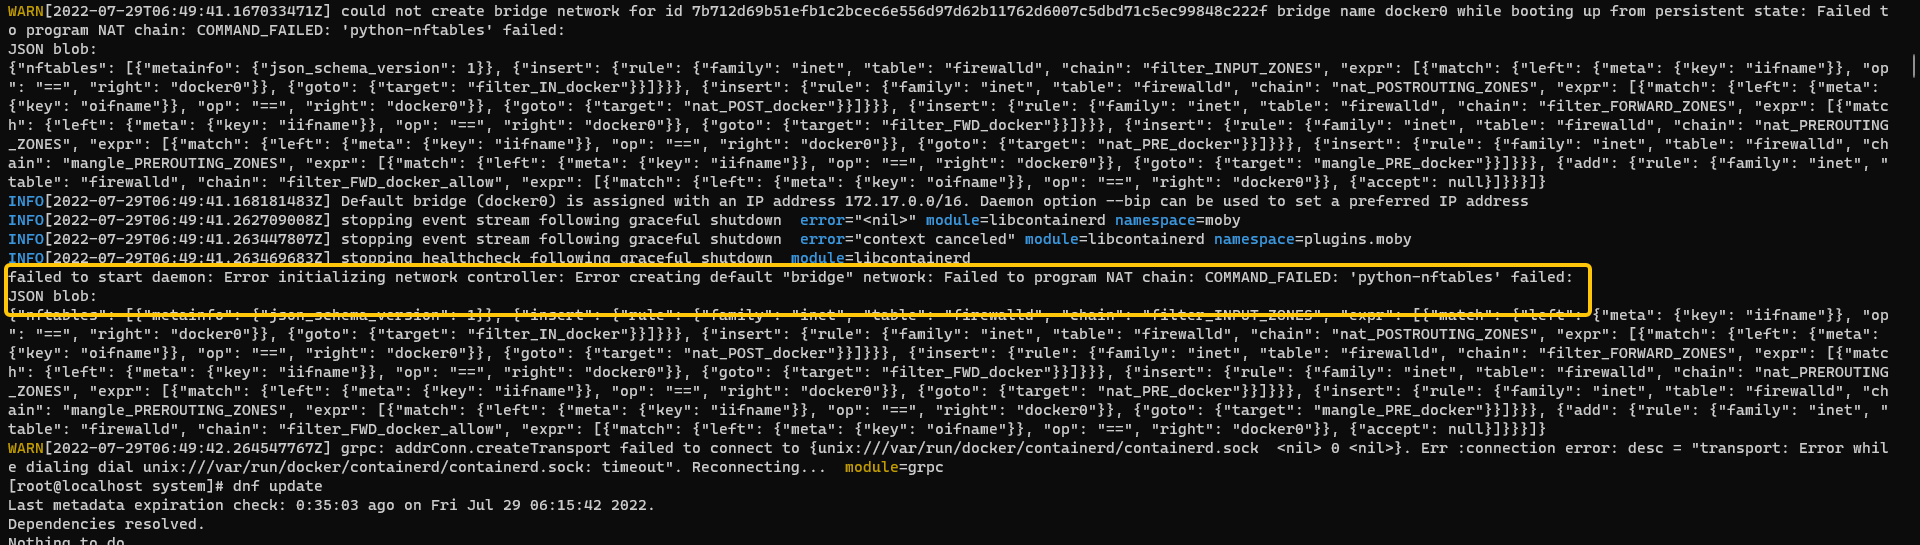 WARN[2022-07-29T06:49:41.167033471Z] could not create bridge network for id 7b712d69b51efb1c2bcec6e556d97d62b11762d6007c5dbd71c5ec99848c222f bridge name docker0 while booting up from persistent state: Failed t
o program NAT chain: COMMAND_FAILED: 'python-nftables' failed:
JSON blob:
{"nftables": [{"metainfo": {"json_schema_version": 1}}, {"insert": {"rule": {"family": "inet", "table": "firewalld", "chain": "filter_INPUT_ZONES", "expr": [{"match": {"left": {"meta": {"key": "iifname"}}, "op
": "==", "right": "docker0"}}, {"goto": {"target": "filter_IN_docker"}}]}}}, {"insert": {"rule": {"family": "inet", "table": "firewalld", "chain": "nat_POSTROUTING_ZONES", "expr": [{"match": {"left": {"meta":
{"key": "oifname"}}, "op": "==", "right": "docker0"}}, {"goto": {"target": "nat_POST_docker"}}]}}}, {"insert": {"rule": {"family": "inet", "table": "firewalld", "chain": "filter_FORWARD_ZONES", "expr": [{"matc
h": {"left": {"meta": {"key": "iifname"}}, "op": "==", "right": "docker0"}}, {"goto": {"target": "filter_FWD_docker"}}]}}}, {"insert": {"rule": {"family": "inet", "table": "firewalld", "chain": "nat_PREROUTING
_ZONES", "expr": [{"match": {"left": {"meta": {"key": "iifname"}}, "op": "==", "right": "docker0"}}, {"goto": {"target": "nat_PRE_docker"}}]}}}, {"insert": {"rule": {"family": "inet", "table": "firewalld", "ch
ain": "mangle_PREROUTING_ZONES", "expr": [{"match": {"left": {"meta": {"key": "iifname"}}, "op": "==", "right": "docker0"}}, {"goto": {"target": "mangle_PRE_docker"}}]}}}, {"add": {"rule": {"family": "inet", "
table": "firewalld", "chain": "filter_FWD_docker_allow", "expr": [{"match": {"left": {"meta": {"key": "oifname"}}, "op": "==", "right": "docker0"}}, {"accept": null}]}}}]}
INFO[2022-07-29T06:49:41.168181483Z] Default bridge (docker0) is assigned with an IP address 172.17.0.0/16. Daemon option --bip can be used to set a preferred IP address
INFO[2022-07-29T06:49:41.262709008Z] stopping event stream following graceful shutdown  error="<nil>" module=libcontainerd namespace=moby
INFO[2022-07-29T06:49:41.263447807Z] stopping event stream following graceful shutdown  error="context canceled" module=libcontainerd namespace=plugins.moby
INFO[2022-07-29T06:49:41.263469683Z] stopping healthcheck following graceful shutdown  module=libcontainerd
failed to start daemon: Error initializing network controller: Error creating default "bridge" network: Failed to program NAT chain: COMMAND_FAILED: 'python-nftables' failed:
JSON blob:
{"nftables": [{"metainfo": {"json_schema_version": 1}}, {"insert": {"rule": {"family": "inet", "table": "firewalld", "chain": "filter_INPUT_ZONES", "expr": [{"match": {"left": {"meta": {"key": "iifname"}}, "op
": "==", "right": "docker0"}}, {"goto": {"target": "filter_IN_docker"}}]}}}, {"insert": {"rule": {"family": "inet", "table": "firewalld", "chain": "nat_POSTROUTING_ZONES", "expr": [{"match": {"left": {"meta":
{"key": "oifname"}}, "op": "==", "right": "docker0"}}, {"goto": {"target": "nat_POST_docker"}}]}}}, {"insert": {"rule": {"family": "inet", "table": "firewalld", "chain": "filter_FORWARD_ZONES", "expr": [{"matc
h": {"left": {"meta": {"key": "iifname"}}, "op": "==", "right": "docker0"}}, {"goto": {"target": "filter_FWD_docker"}}]}}}, {"insert": {"rule": {"family": "inet", "table": "firewalld", "chain": "nat_PREROUTING
_ZONES", "expr": [{"match": {"left": {"meta": {"key": "iifname"}}, "op": "==", "right": "docker0"}}, {"goto": {"target": "nat_PRE_docker"}}]}}}, {"insert": {"rule": {"family": "inet", "table": "firewalld", "ch
ain": "mangle_PREROUTING_ZONES", "expr": [{"match": {"left": {"meta": {"key": "iifname"}}, "op": "==", "right": "docker0"}}, {"goto": {"target": "mangle_PRE_docker"}}]}}}, {"add": {"rule": {"family": "inet", "
table": "firewalld", "chain": "filter_FWD_docker_allow", "expr": [{"match": {"left": {"meta": {"key": "oifname"}}, "op": "==", "right": "docker0"}}, {"accept": null}]}}}]}
WARN[2022-07-29T06:49:42.264547767Z] grpc: addrConn.createTransport failed to connect to {unix:///var/run/docker/containerd/containerd.sock  <nil> 0 <nil>}. Err :connection error: desc = "transport: Error whil
e dialing dial unix:///var/run/docker/containerd/containerd.sock: timeout". Reconnecting...  module=grpc
[root@localhost system]# dnf update
Last metadata expiration check: 0:35:03 ago on Fri Jul 29 06:15:42 2022.
Dependencies resolved.
Nothing to do